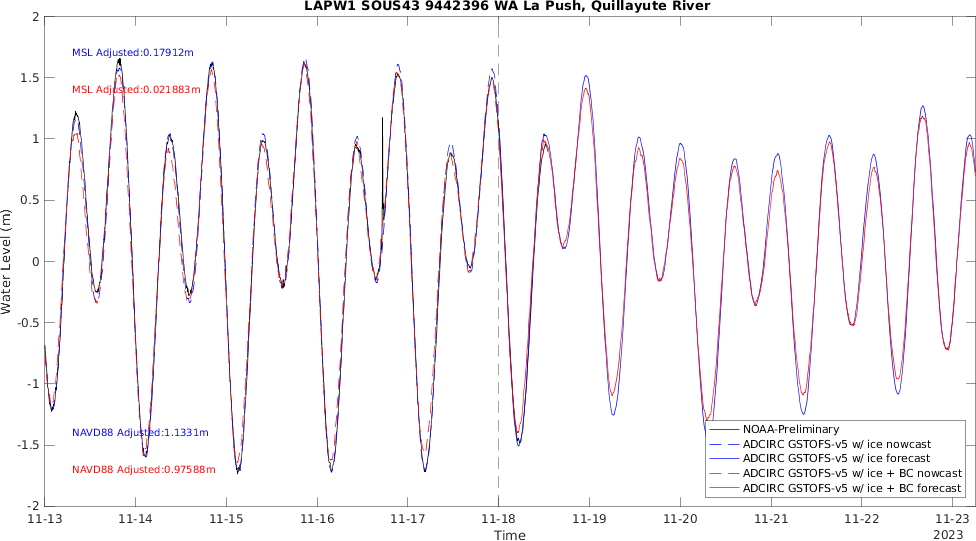 LAPW1 SOUS43 9442396 WA La Push, Quillayute River
2
1.5
1
0.5
0
-0.5
-1
-1.5
-2
Water Level (m)
MSL Adjusted:0.17912m
MSL Adjusted:0.021883m
NAVD88 Adjusted:1.1331m
NAVD88 Adjusted:0.97588m
NOAA-Preliminary
ADCIRC GSTOFS-v5 w/ ice nowcast
ADCIRC GSTOFS-v5 w/ ice forecast
ADCIRC GSTOFS-v5 w/ ice + BC nowcast
ADCIRC GSTOFS-v5 w/ ice + BC forecast
11-13 11-14 11-15 11-16 11-17 11-18 11-19 11-20 11-21 11-22 11-23
Time
2023